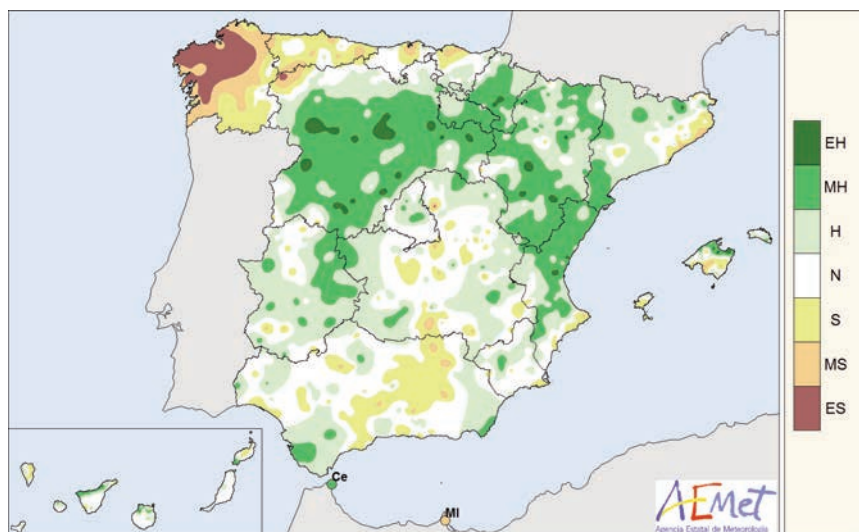 EH
MH
H
N
S
MS
ES
Ce
Ml
AEMet
Agencia Estatal de Meteorología